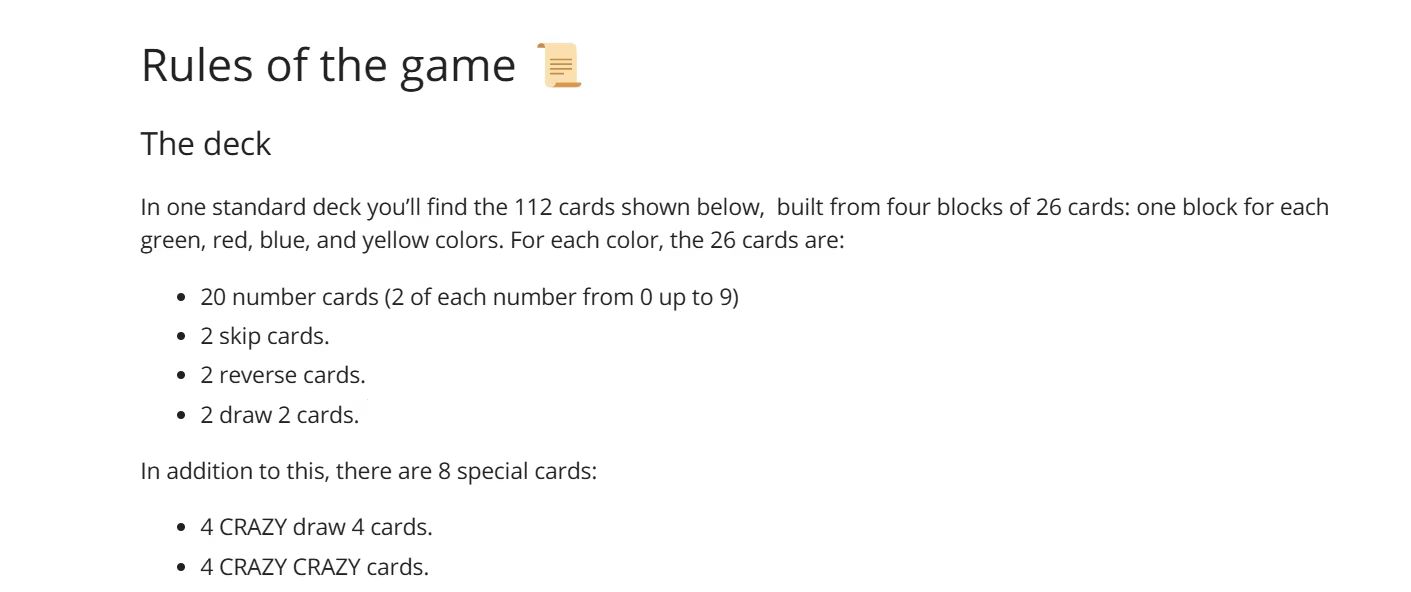 Rules of the game 📜
The deck
In one standard deck you’ll find the 112 cards shown below,  built from four blocks of 26 cards: one block for each
green, red, blue, and yellow colors. For each color, the 26 cards are:
• 20 number cards (2 of each number from 0 up to 9)
• 2 skip cards.
• 2 reverse cards.
• 2 draw 2 cards.
In addition to this, there are 8 special cards:
• 4 CRAZY draw 4 cards.
• 4 CRAZY CRAZY cards.